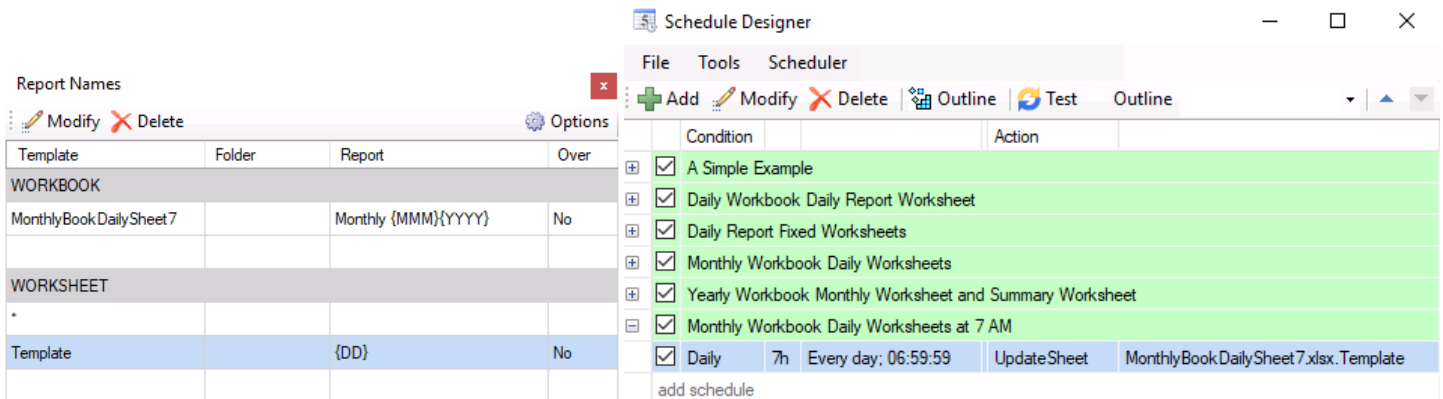 Report Names
x
Modify Delete Options
Template Folder Report Over
WORKBOOK
MonthlyBookDailySheet7 Monthly {MMM}{YYYY} No
WORKSHEET
*
Template {DD} No
Schedule Designer
File Tools Scheduler
Add Modify Delete Outline Test Outline
Condition Action
A Simple Example
Daily Workbook Daily Report Worksheet
Daily Report Fixed Worksheets
Monthly Workbook Daily Worksheets
Yearly Workbook Monthly Worksheet and Summary Worksheet
Monthly Workbook Daily Worksheets at 7 AM
Daily 7h Every day; 06:59:59 UpdateSheet MonthlyBookDailySheet7.xlsx.Template
add schedule